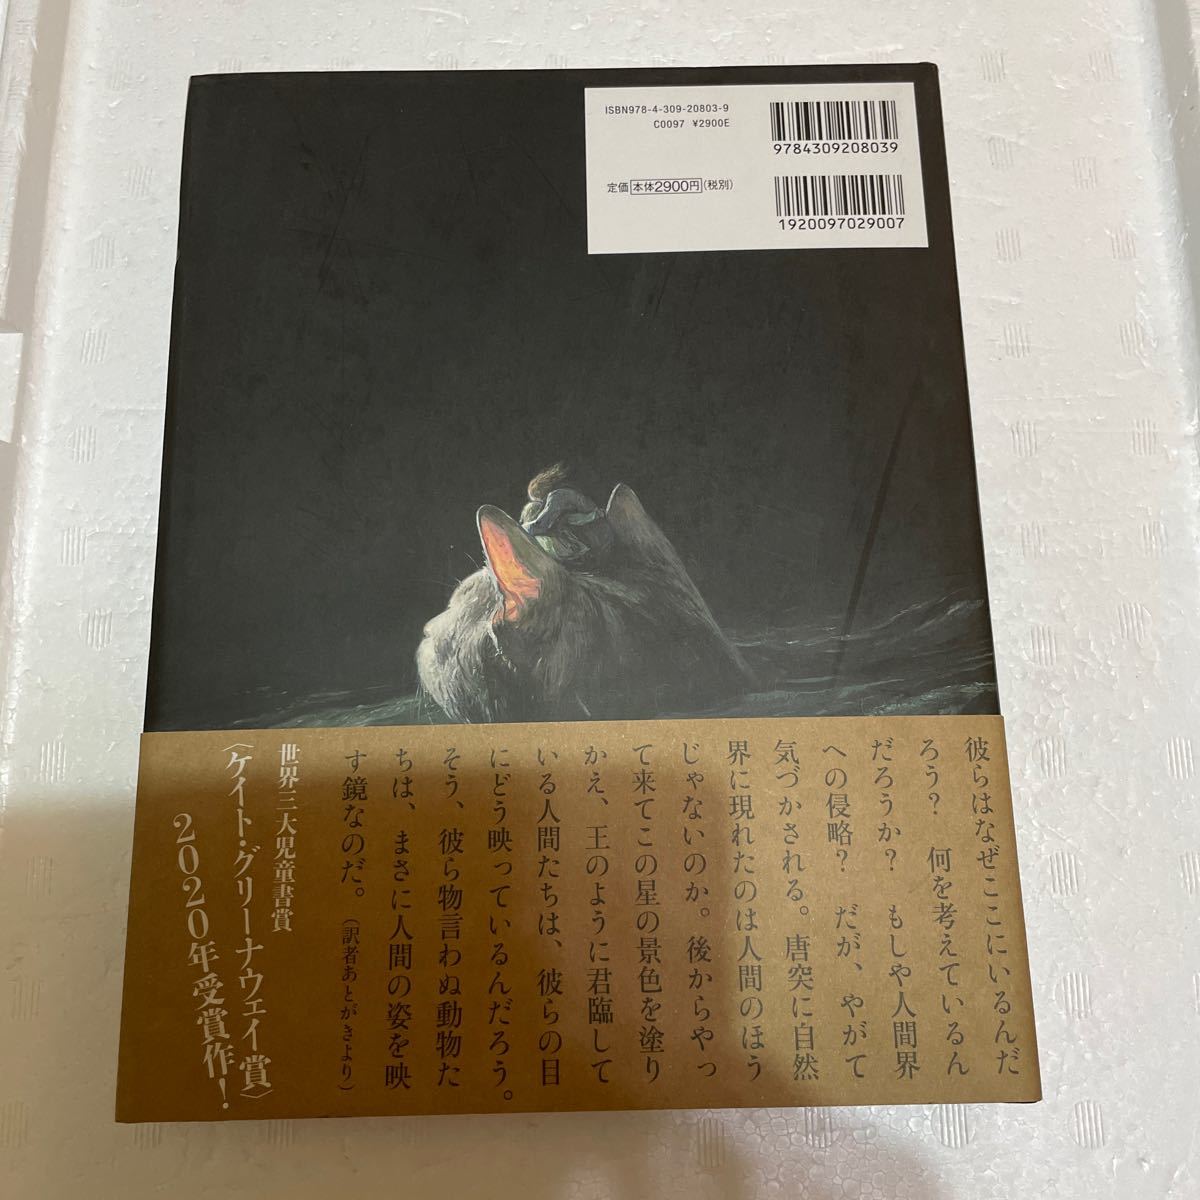 ISBN978-4-309-20803-9
C0097 ¥2900E
9784309208039
定価 本体2900円(税別)
1920097029007
彼らはなぜここにいるんだ
ろう? 何を考えているん
だろうか? もしや人間界
への侵略? だが、やがて
気づかされる。唐突に自然
界に現れたのは人間のほう
じゃないのか。後からやっ
て来てこの星の景色を塗り
かえ、王のように君臨して
いる人間たちは、彼らの目
にどう映っているんだろう。
そう、彼ら物言わぬ動物た
ちは、まさに人間の姿を映
す鏡なのだ。(訳者あとがきより)
世界三大児童書賞
〈ケイト・グリーナウェイ賞〉
2020年受賞作!